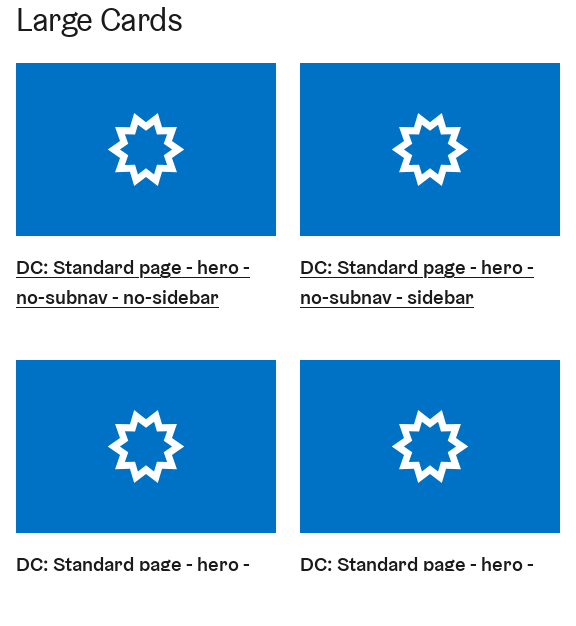 Large Cards
DC: Standard page - hero -
no-subnav - no-sidebar
DC: Standard page - hero -
no-subnav - sidebar
DC: Standard page - hero -
DC: Standard page - hero -